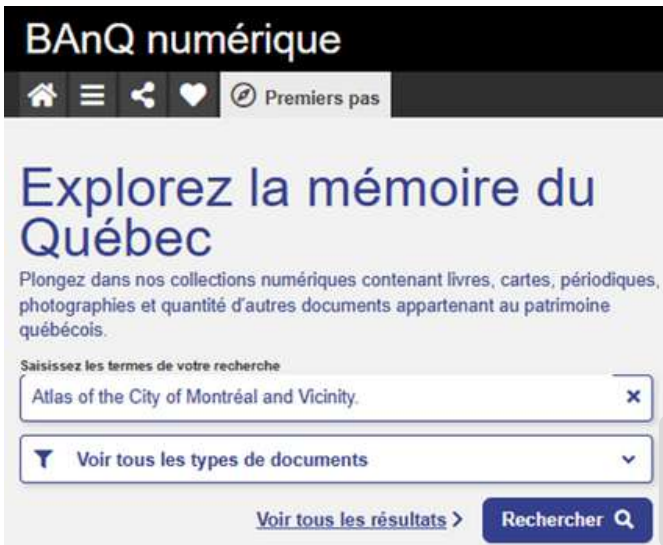 BAnQ numérique
Premiers pas
Explorez la mémoire du
Québec
Plongez dans nos collections numériques contenant livres, cartes, périodiques,
photographies et quantité d'autres documents appartenant au patrimoine
québécois.
Saisissez les termes de votre recherche
Atlas of the City of Montréal and Vicinity.
Voir tous les types de documents
Voir tous les résultats
Rechercher